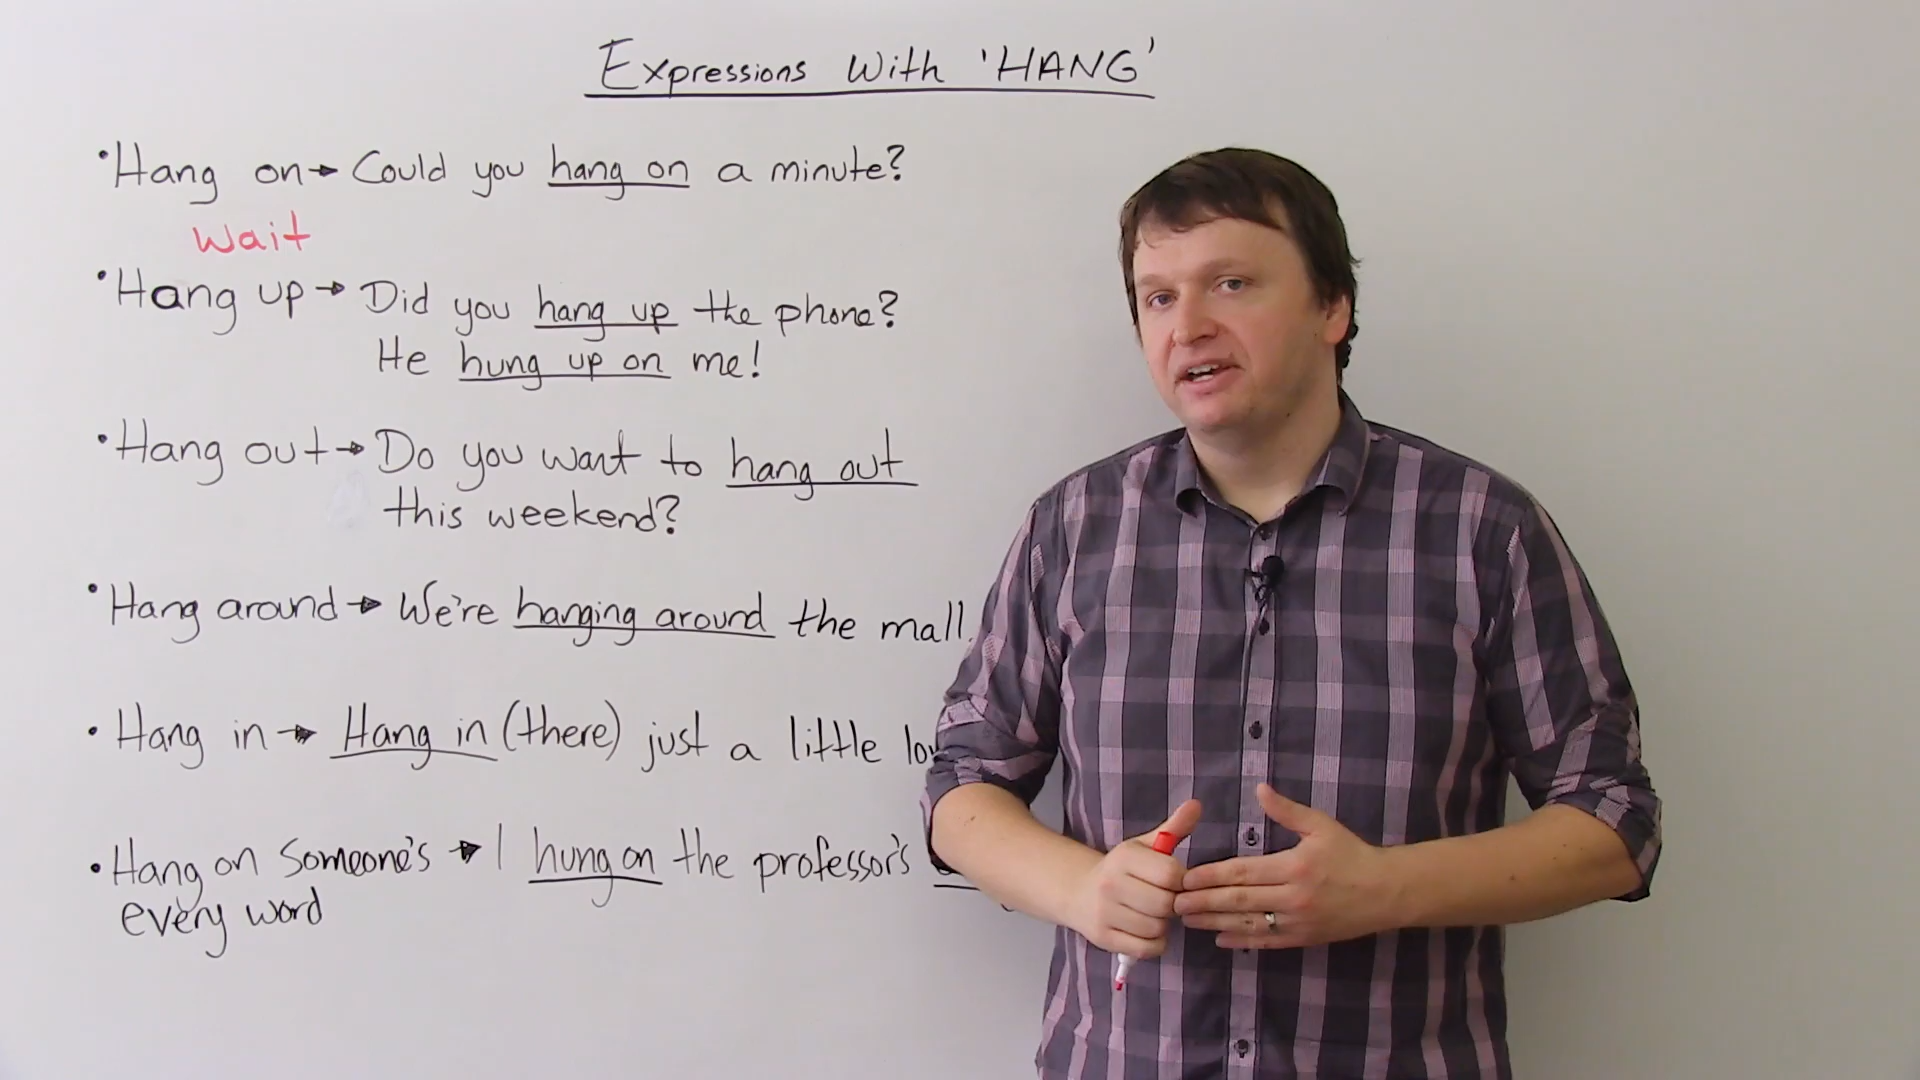 Expressions With 'HANG'
• Hang on → Could you hang on a minute?
Wait
• Hang up → Did you hang up the phone?
He hung up on me!
• Hang out → Do you want to hang out
this weekend?
• Hang around → We're hanging around the mall.
• Hang in → Hang in (there) just a little
• Hang on someone's → I hung on the professor's
every word